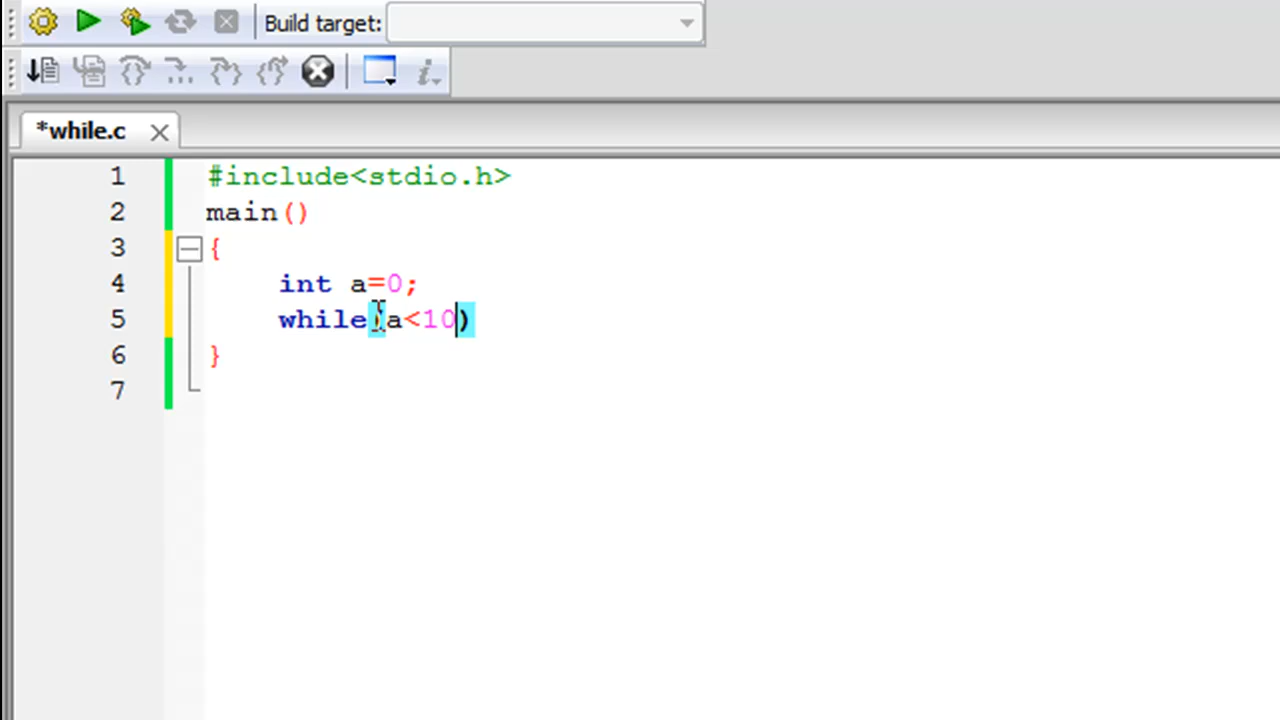 Build target:
*while.c
1 #include<stdio.h>
2 main()
3 {
4 int a=0;
5 while(a<10)
6 }
7